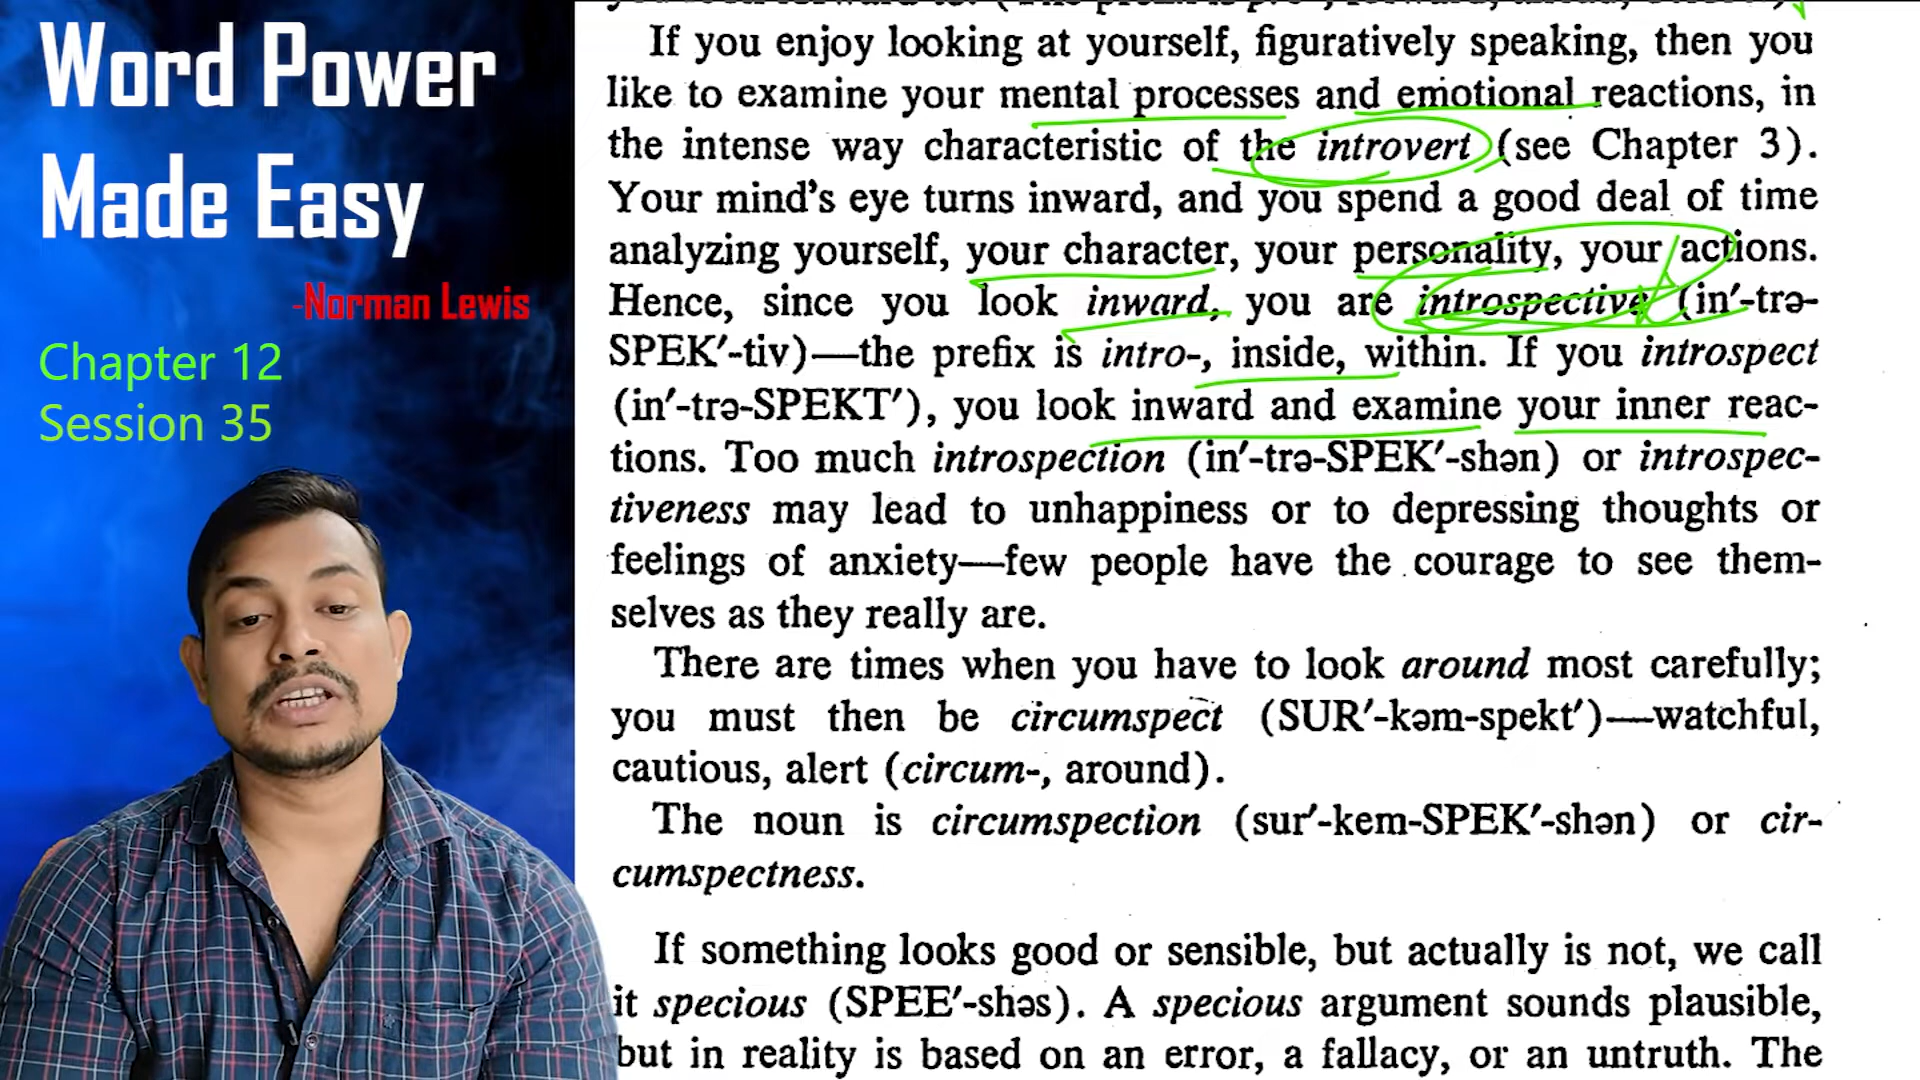 Word Power
Made Easy
-Norman Lewis
Chapter 12
Session 35
If you enjoy looking at yourself, figuratively speaking, then you
like to examine your mental processes and emotional reactions, in
the intense way characteristic of the introvert (see Chapter 3).
Your mind's eye turns inward, and you spend a good deal of time
analyzing yourself, your character, your personality, your actions.
Hence, since you look inward, you are introspective (in′-trə-
SPEK′-tiv)—the prefix is intro-, inside, within. If you introspect
(in′-trə-SPEKT′), you look inward and examine your inner reac-
tions. Too much introspection (in′-trə-SPEK′-shən) or introspec-
tiveness may lead to unhappiness or to depressing thoughts or
feelings of anxiety—few people have the courage to see them-
selves as they really are.
There are times when you have to look around most carefully;
you must then be circumspect (SUR′-kəm-spekt′)—watchful,
cautious, alert (circum-, around).
The noun is circumspection (sur′-kem-SPEK′-shən) or cir-
cumspectness.
If something looks good or sensible, but actually is not, we call
it specious (SPEE′-shəs). A specious argument sounds plausible,
but in reality is based on an error, a fallacy, or an untruth. The